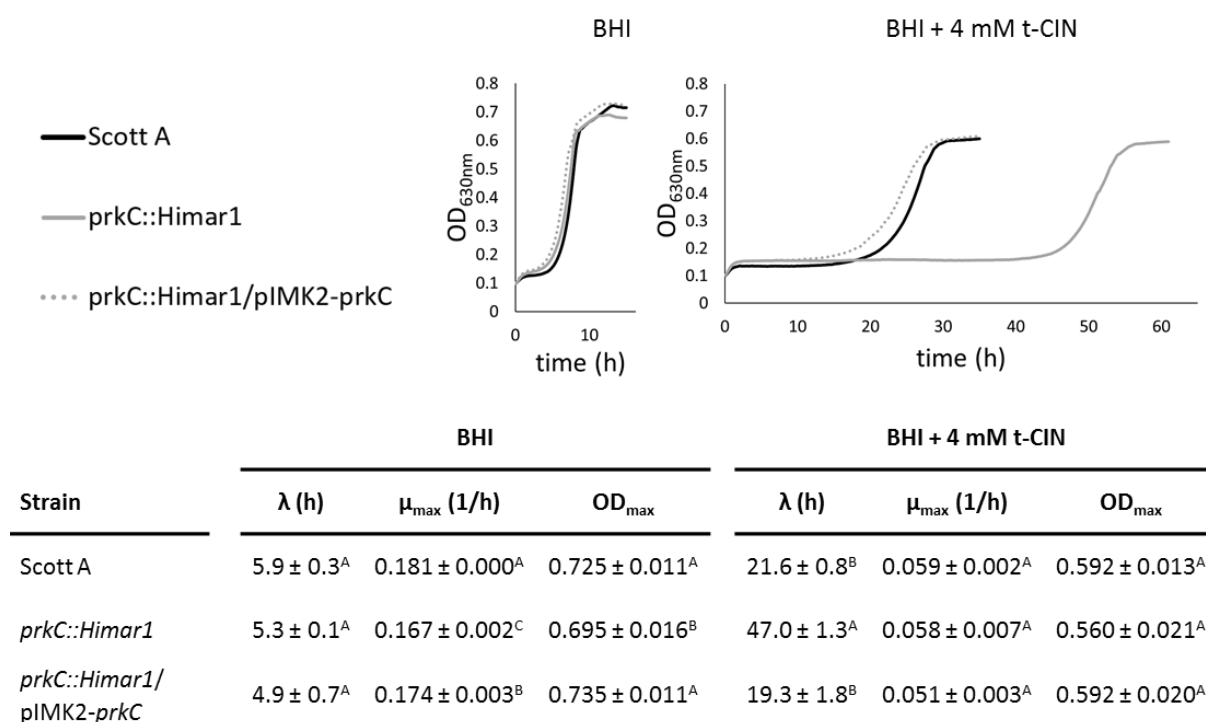 BHI
BHI + 4 mM t-CIN
Scott A
prkC::Himar1
prkC::Himar1/pIMK2-prkC
OD630nm
0.8
0.7
0.6
0.5
0.4
0.3
0.2
0.1
0
0 10
time (h)
OD630nm
0.8
0.7
0.6
0.5
0.4
0.3
0.2
0.1
0
0 10 20 30 40 50 60
time (h)
BHI BHI + 4 mM t-CIN
Strain λ (h) μmax (1/h) ODmax λ (h) μmax (1/h) ODmax
Scott A 5.9 ± 0.3A 0.181 ± 0.000A 0.725 ± 0.011A 21.6 ± 0.8B 0.059 ± 0.002A 0.592 ± 0.013A
prkC::Himar1 5.3 ± 0.1A 0.167 ± 0.002C 0.695 ± 0.016B 47.0 ± 1.3A 0.058 ± 0.007A 0.560 ± 0.021A
prkC::Himar1/
pIMK2-prkC 4.9 ± 0.7A 0.174 ± 0.003B 0.735 ± 0.011A 19.3 ± 1.8B 0.051 ± 0.003A 0.592 ± 0.020A